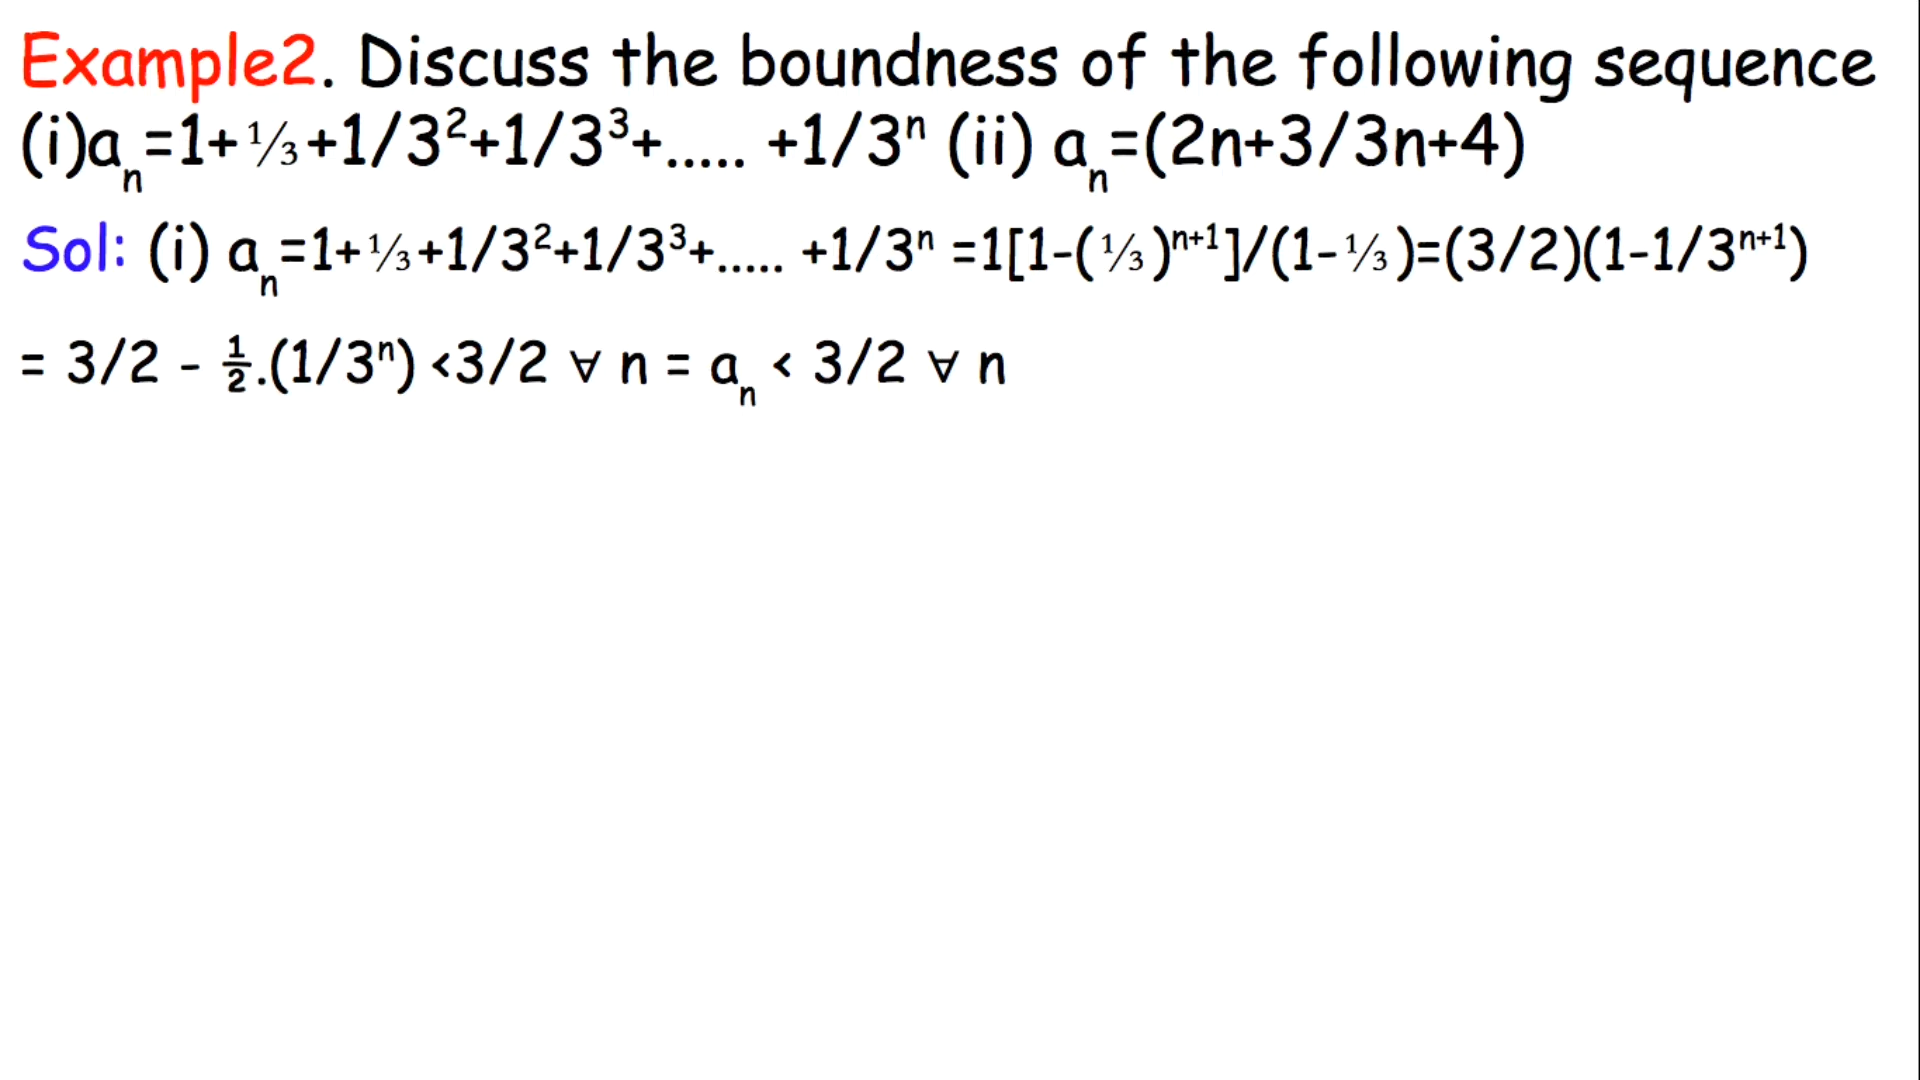 Example2. Discuss the boundness of the following sequence
(i)aₙ=1+⅓+1/3²+1/3³+..... +1/3ⁿ (ii) aₙ=(2n+3/3n+4)
Sol: (i) aₙ=1+⅓+1/3²+1/3³+..... +1/3ⁿ =1[1-(⅓)ⁿ⁺¹]/(1-⅓)=(3/2)(1-1/3ⁿ⁺¹)
= 3/2 - ½.(1/3ⁿ) <3/2 ∀ n = aₙ < 3/2 ∀ n